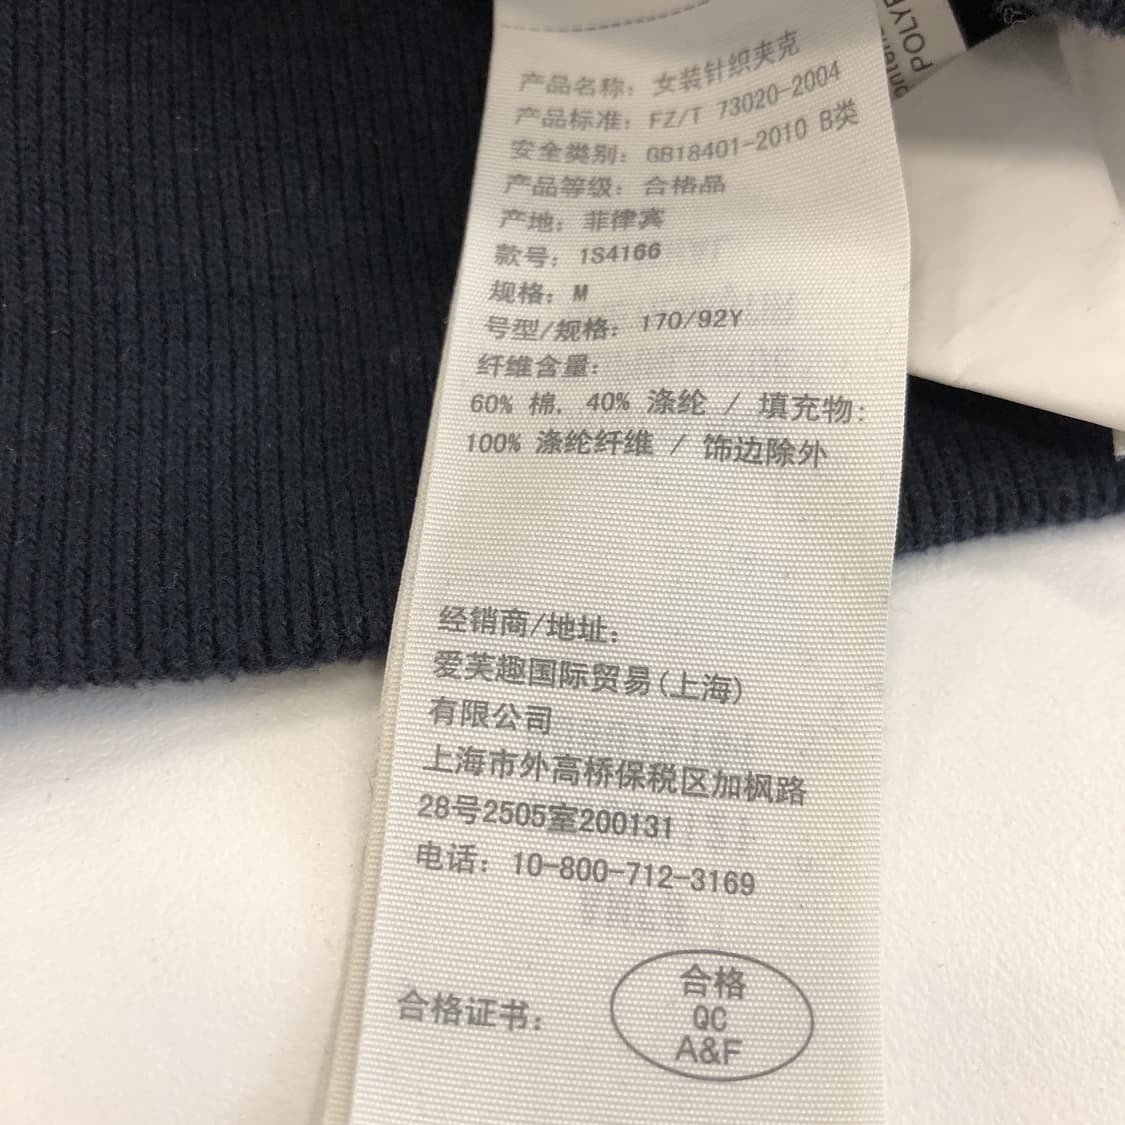 产品名称: 女装针织夹克
产品标准: FZ/T 73020-2004
安全类别: GB18401-2010 B类
产品等级: 合格品
产地: 菲律宾
款号: 1S4166
规格: M
号型/规格: 170/92Y
纤维含量:
60% 棉, 40% 涤纶 / 填充物:
100% 涤纶纤维 / 饰边除外
经销商/地址:
爱芙趣国际贸易(上海)
有限公司
上海市外高桥保税区加枫路
28号2505室200131
电话: 10-800-712-3169
合格证书:
合格
QC
A&F